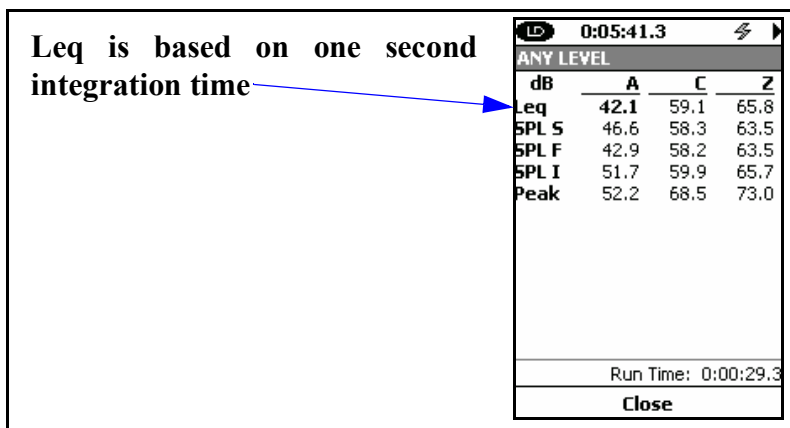 Leq is based on one second
integration time
LD 0:05:41.3
ANY LEVEL
dB A C Z
Leq 42.1 59.1 65.8
SPL S 46.6 58.3 63.5
SPL F 42.9 58.2 63.5
SPL I 51.7 59.9 65.7
Peak 52.2 68.5 73.0
Run Time: 0:00:29.3
Close